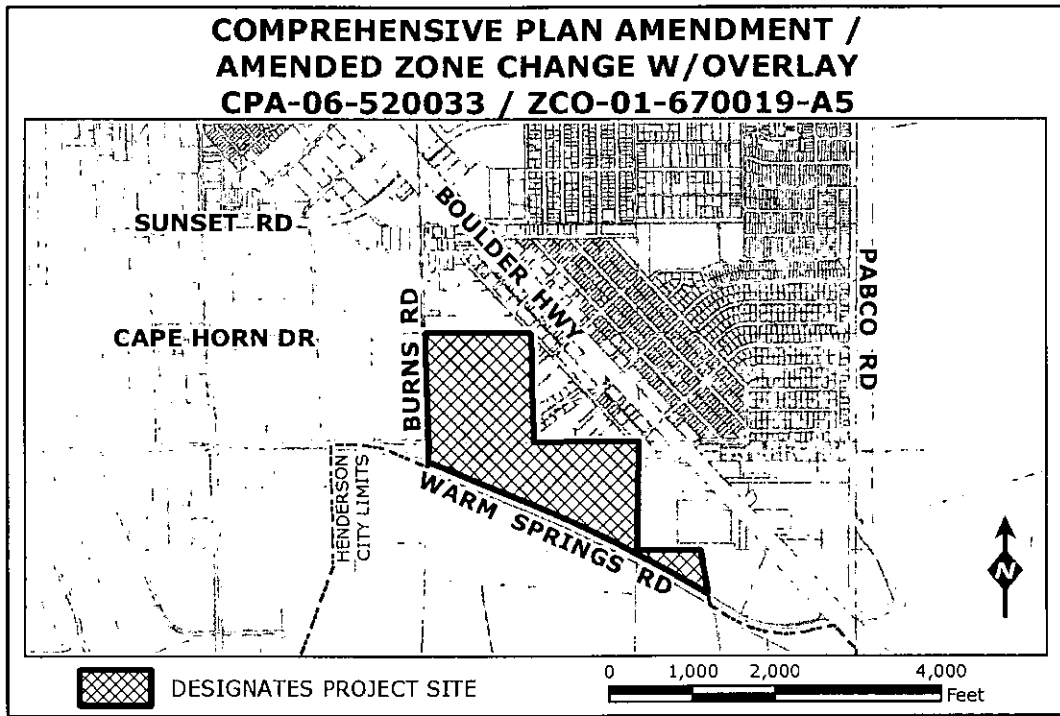 COMPREHENSIVE PLAN AMENDMENT /
AMENDED ZONE CHANGE W/OVERLAY
CPA-06-520033 / ZCO-01-670019-A5
SUNSET RD
BOULDER HWY
PABCO RD
CAPE HORN DR
BURNS RD
HENDERSON
CITY LIMITS
WARM SPRINGS RD
N
DESIGNATES PROJECT SITE
0 1,000 2,000 4,000
Feet